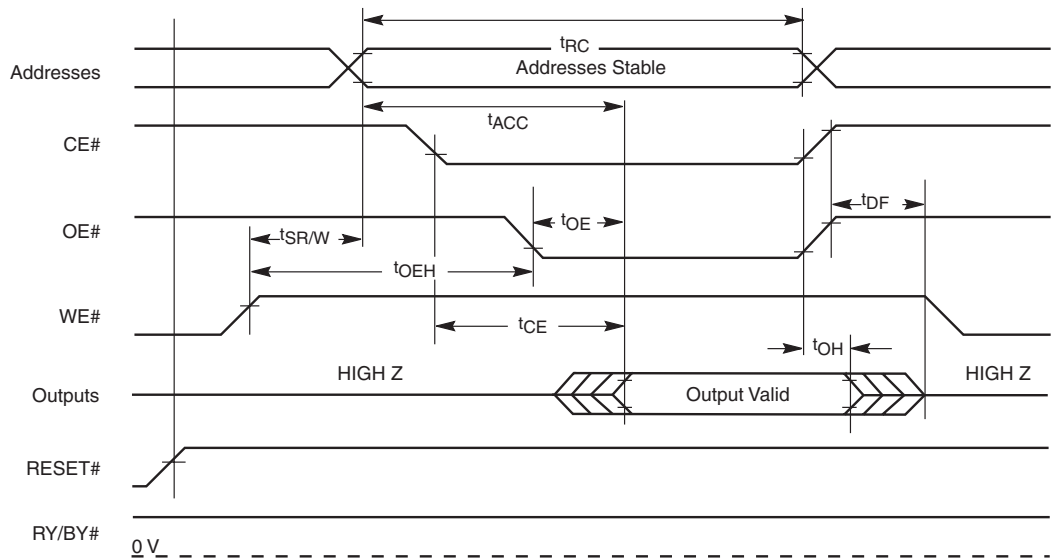 tRC
Addresses
Addresses Stable
tACC
CE#
tDF
OE#
tOE
tSR/W
tOEH
WE#
tCE
tOH
HIGH Z
HIGH Z
Outputs
Output Valid
RESET#
RY/BY#
0 V